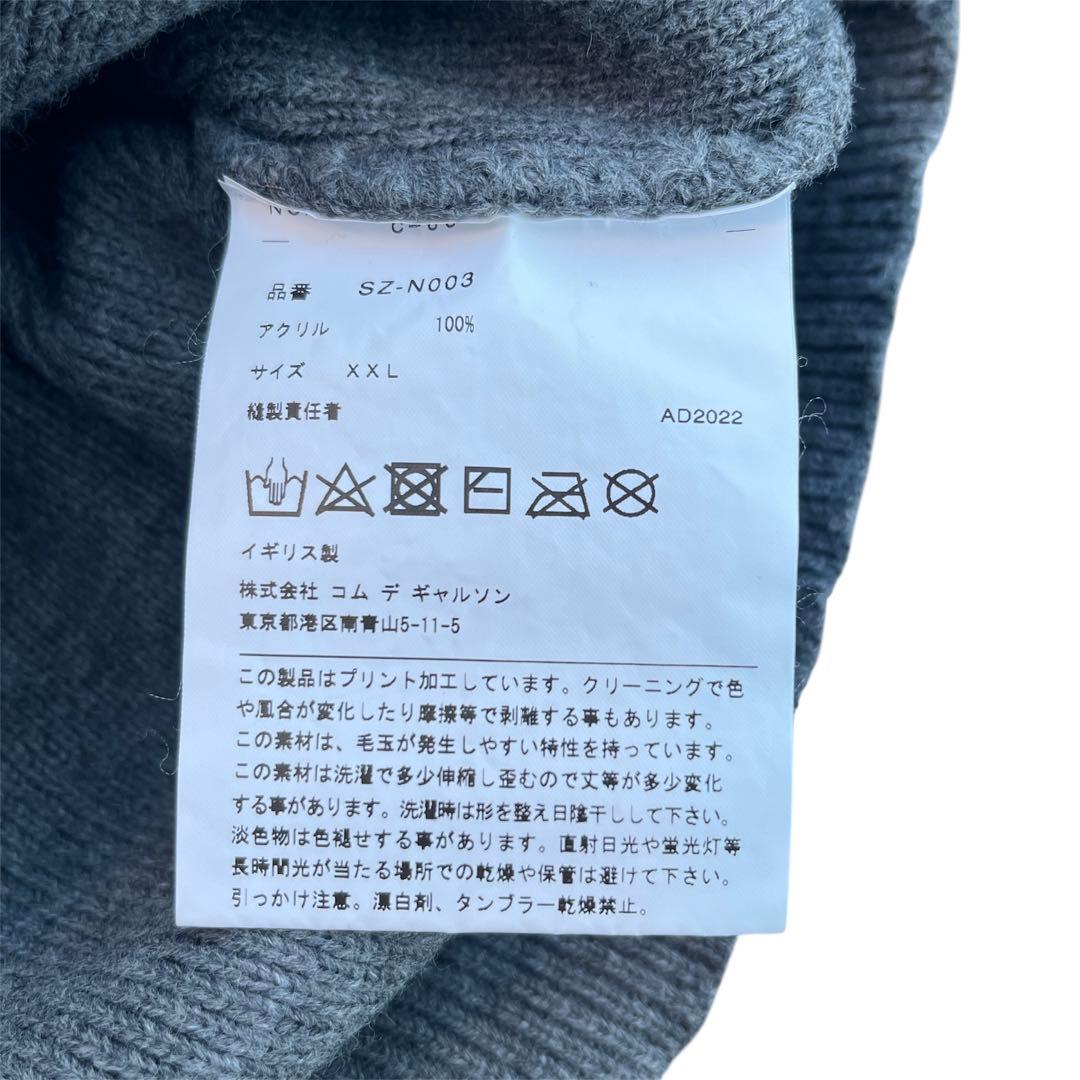 品番 SZ-N003
アクリル 100%
サイズ XXL
縫製責任者 AD2022
イギリス製
株式会社 コム デ ギャルソン
東京都港区南青山5-11-5
この製品はプリント加工しています。クリーニングで色
や風合が変化したり摩擦等で剥離する事もあります。
この素材は、毛玉が発生しやすい特性を持っています。
この素材は洗濯で多少伸縮し歪むので丈等が多少変化
する事があります。洗濯時は形を整え日陰干しして下さい。
淡色物は色褪せする事があります。直射日光や蛍光灯等
長時間光が当たる場所での乾燥や保管は避けて下さい。
引っかけ注意。漂白剤、タンブラー乾燥禁止。